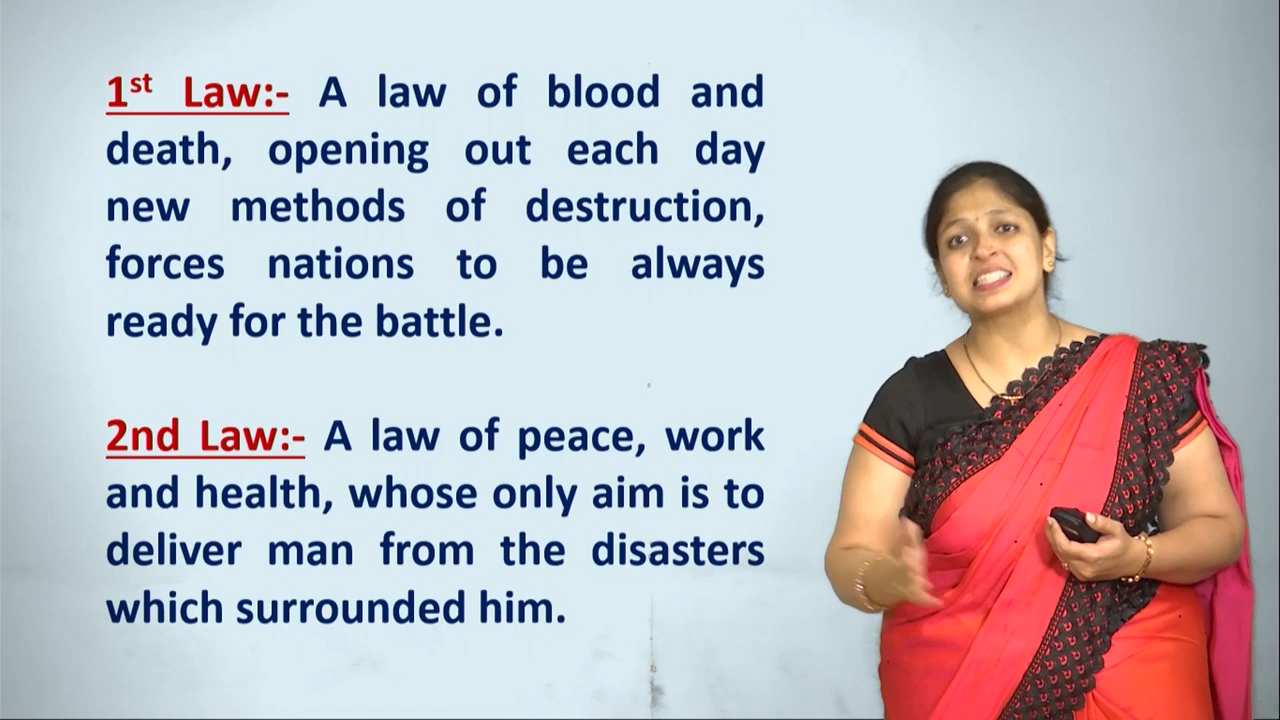 1st Law:- A law of blood and
death, opening out each day
new methods of destruction,
forces nations to be always
ready for the battle.
2nd Law:- A law of peace, work
and health, whose only aim is to
deliver man from the disasters
which surrounded him.